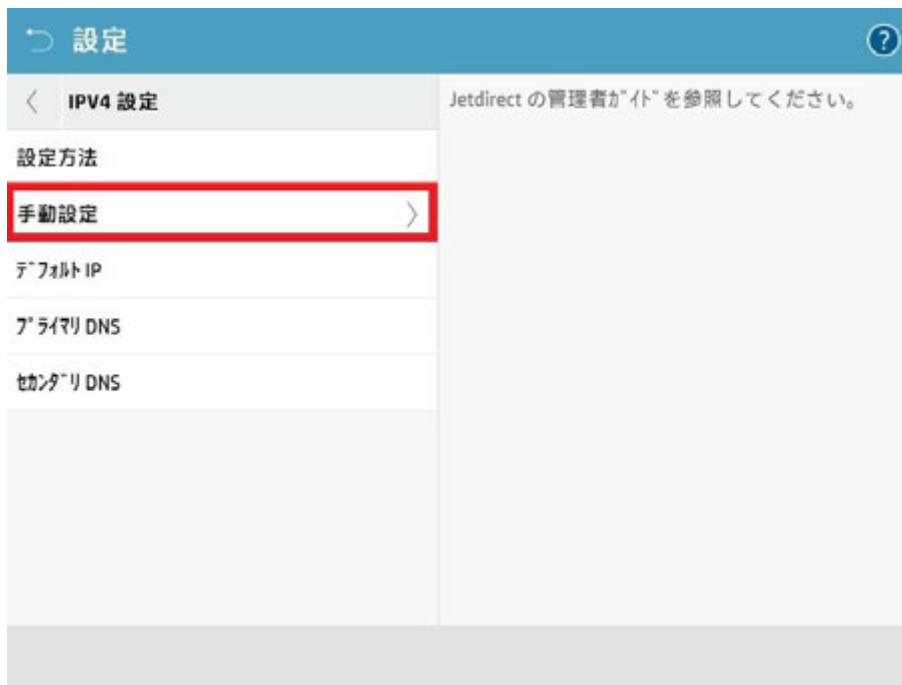 設定
?
IPV4 設定
設定方法
手動設定
ﾃﾞﾌｫﾙﾄ IP
ﾌﾟﾗｲﾏﾘ DNS
ｾｶﾝﾀﾞﾘ DNS
Jetdirect の管理者ｶﾞｲﾄﾞを参照してください。